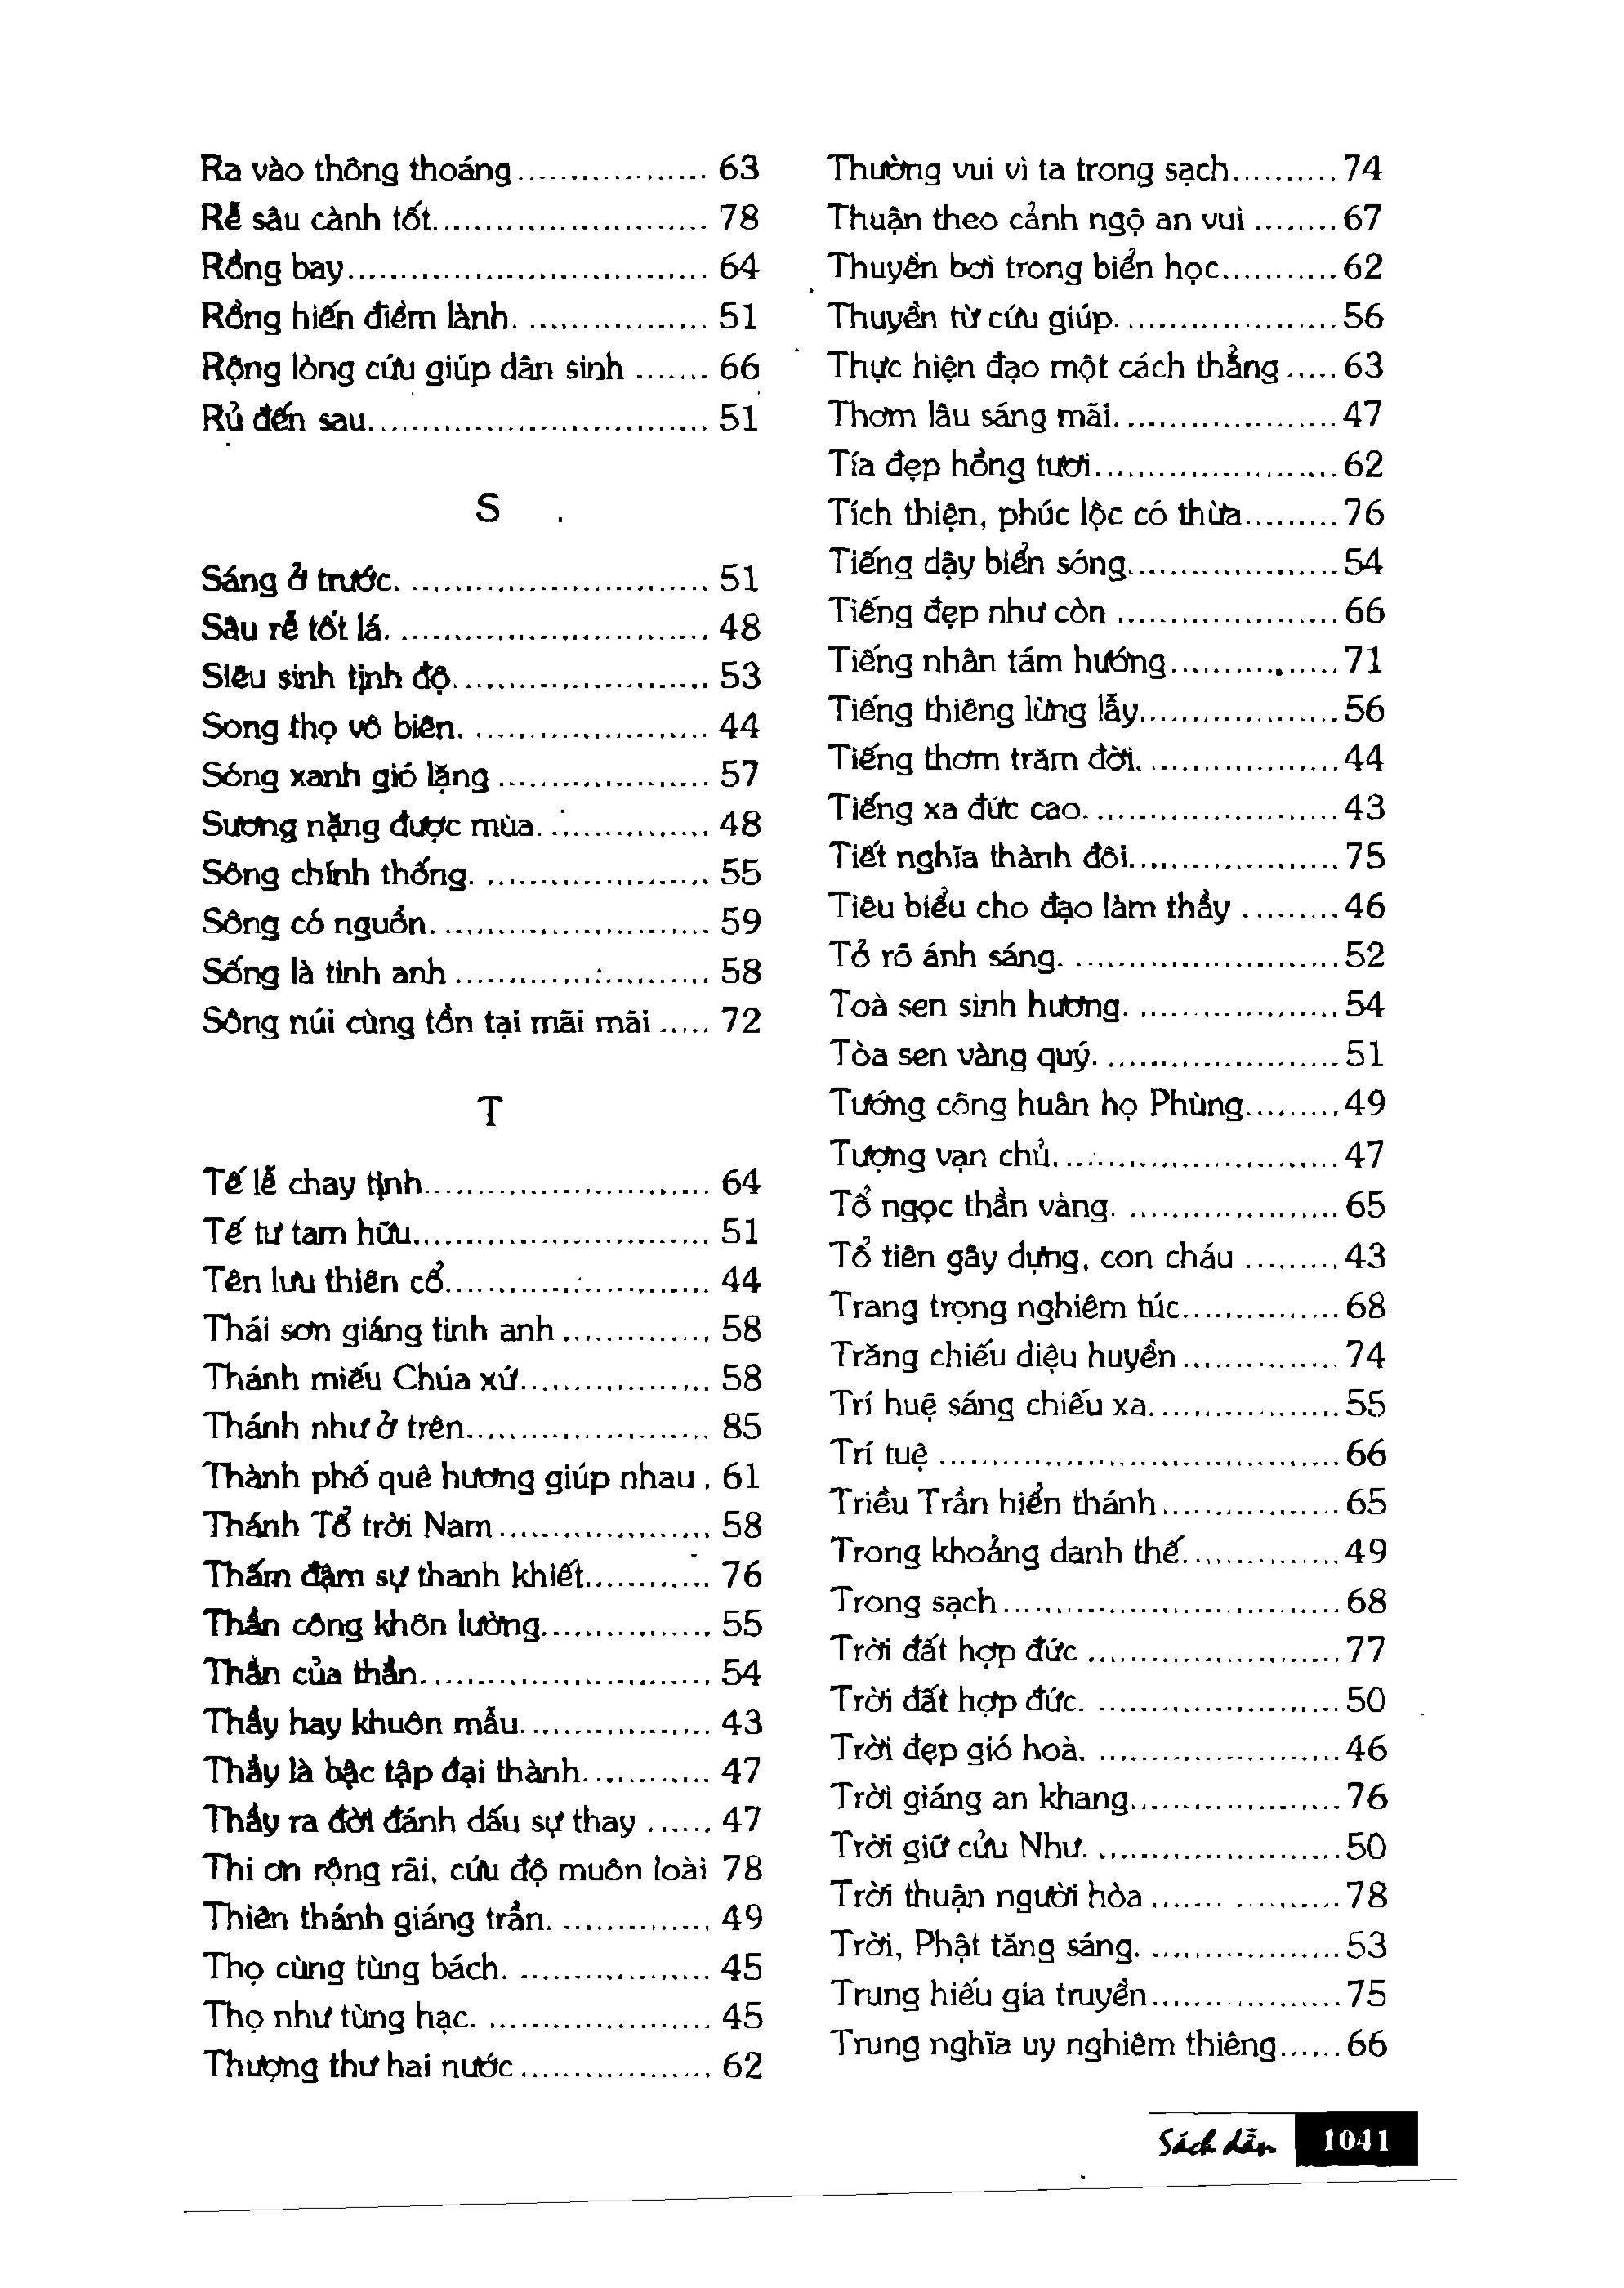 Ra vào thông thoáng.................. 63
Rễ sâu cành tốt.......................... 78
Rồng bay.................................. 64
Rồng hiến điềm lành. ................. 51
Rộng lòng cứu giúp dân sinh ....... 66
Rủ đến sau................................ 51
S
Sáng ở trước. ............................ 51
Sâu rễ tốt lá. ............................. 48
Siêu sinh tịnh độ........................ 53
Song thọ vô biên. ...................... 44
Sóng xanh gió lặng .................... 57
Sương nặng được mùa. ............... 48
Sông chính thống. ..................... 55
Sông có nguồn. ......................... 59
Sống là tinh anh ........................ 58
Sông núi cùng tồn tại mãi mãi ..... 72
T
Tế lễ chay tịnh........................... 64
Tế tư tam hữu............................ 51
Tên lưu thiên cổ......................... 44
Thái sơn giáng tinh anh .............. 58
Thánh miếu Chúa xứ.................. 58
Thánh như ở trên....................... 85
Thành phố quê hương giúp nhau . 61
Thánh Tổ trời Nam .................... 58
Thấm đậm sự thanh khiết............ 76
Thần công khôn lường................ 55
Thần của thần............................ 54
Thầy hay khuôn mẫu.................. 43
Thầy là bậc tập đại thành............ 47
Thầy ra đời đánh dấu sự thay ...... 47
Thi ơn rộng rãi, cứu độ muôn loài 78
Thiên thánh giáng trần. .............. 49
Thọ cùng tùng bách. .................. 45
Thọ như tùng hạc. ..................... 45
Thượng thư hai nước .................. 62
Thường vui vì ta trong sạch.......... 74
Thuận theo cảnh ngộ an vui ........ 67
Thuyền bơi trong biển học........... 62
Thuyền từ cứu giúp. .................... 56
Thực hiện đạo một cách thẳng ..... 63
Thơm lâu sáng mãi. .................... 47
Tía đẹp hồng tươi....................... 62
Tích thiện, phúc lộc có thừa......... 76
Tiếng dậy biển sóng.................... 54
Tiếng đẹp như còn ..................... 66
Tiếng nhân tám hướng................ 71
Tiếng thiêng lừng lẫy................... 56
Tiếng thơm trăm đời................... 44
Tiếng xa đức cao. ....................... 43
Tiết nghĩa thành đôi.................... 75
Tiêu biểu cho đạo làm thầy ......... 46
Tỏ rõ ánh sáng. ......................... 52
Toà sen sinh hương. ................... 54
Tòa sen vàng quý. ...................... 51
Tướng công huân họ Phùng......... 49
Tượng vạn chủ........................... 47
Tổ ngọc thần vàng. .................... 65
Tổ tiên gây dựng, con cháu ......... 43
Trang trọng nghiêm túc............... 68
Trăng chiếu diệu huyền ............... 74
Trí huệ sáng chiếu xa.................. 55
Trí tuệ ...................................... 66
Triều Trần hiển thánh ................. 65
Trong khoảng danh thế............... 49
Trong sạch ................................ 68
Trời đất hợp đức ........................ 77
Trời đất hợp đức. ....................... 50
Trời đẹp gió hoà. ....................... 46
Trời giáng an khang.................... 76
Trời giữ cửu Như. ....................... 50
Trời thuận người hòa .................. 78
Trời, Phật tăng sáng. .................. 53
Trung hiếu gia truyền.................. 75
Trung nghĩa uy nghiêm thiêng...... 66
Sách dẫn 1041